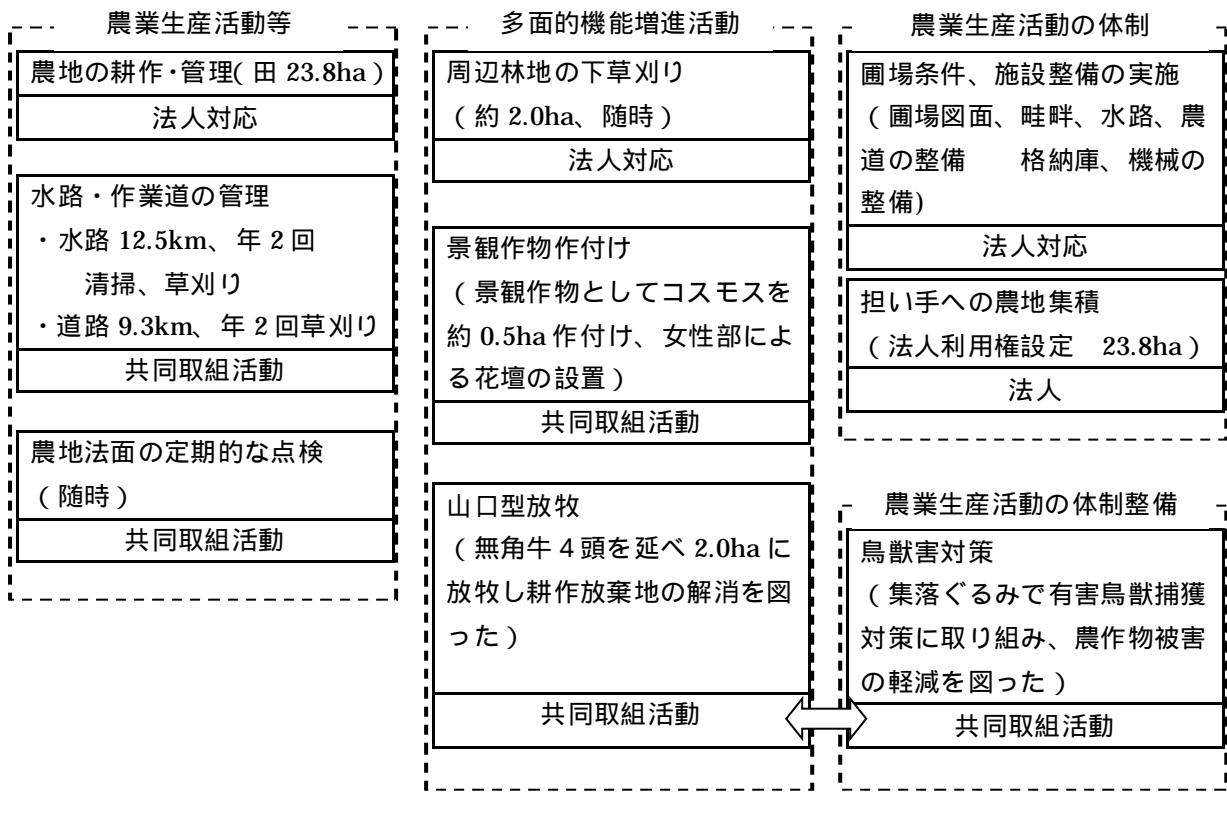 農業生産活動等
農地の耕作・管理(田 23.8ha)
法人対応
水路・作業道の管理
・水路 12.5km、年 2 回
清掃、草刈り
・道路 9.3km、年 2 回草刈り
共同取組活動
農地法面の定期的な点検
(随時)
共同取組活動
多面的機能増進活動
周辺林地の下草刈り
(約 2.0ha、随時)
法人対応
景観作物作付け
(景観作物としてコスモスを
約 0.5ha 作付け、女性部によ
る花壇の設置)
共同取組活動
山口型放牧
(無角牛4頭を延べ 2.0ha に
放牧し耕作放棄地の解消を図
った)
共同取組活動
農業生産活動の体制
圃場条件、施設整備の実施
(圃場図面、畦畔、水路、農
道の整備　格納庫、機械の
整備)
法人対応
担い手への農地集積
(法人利用権設定　23.8ha)
法人
農業生産活動の体制整備
鳥獣害対策
(集落ぐるみで有害鳥獣捕獲
対策に取り組み、農作物被害
の軽減を図った)
共同取組活動